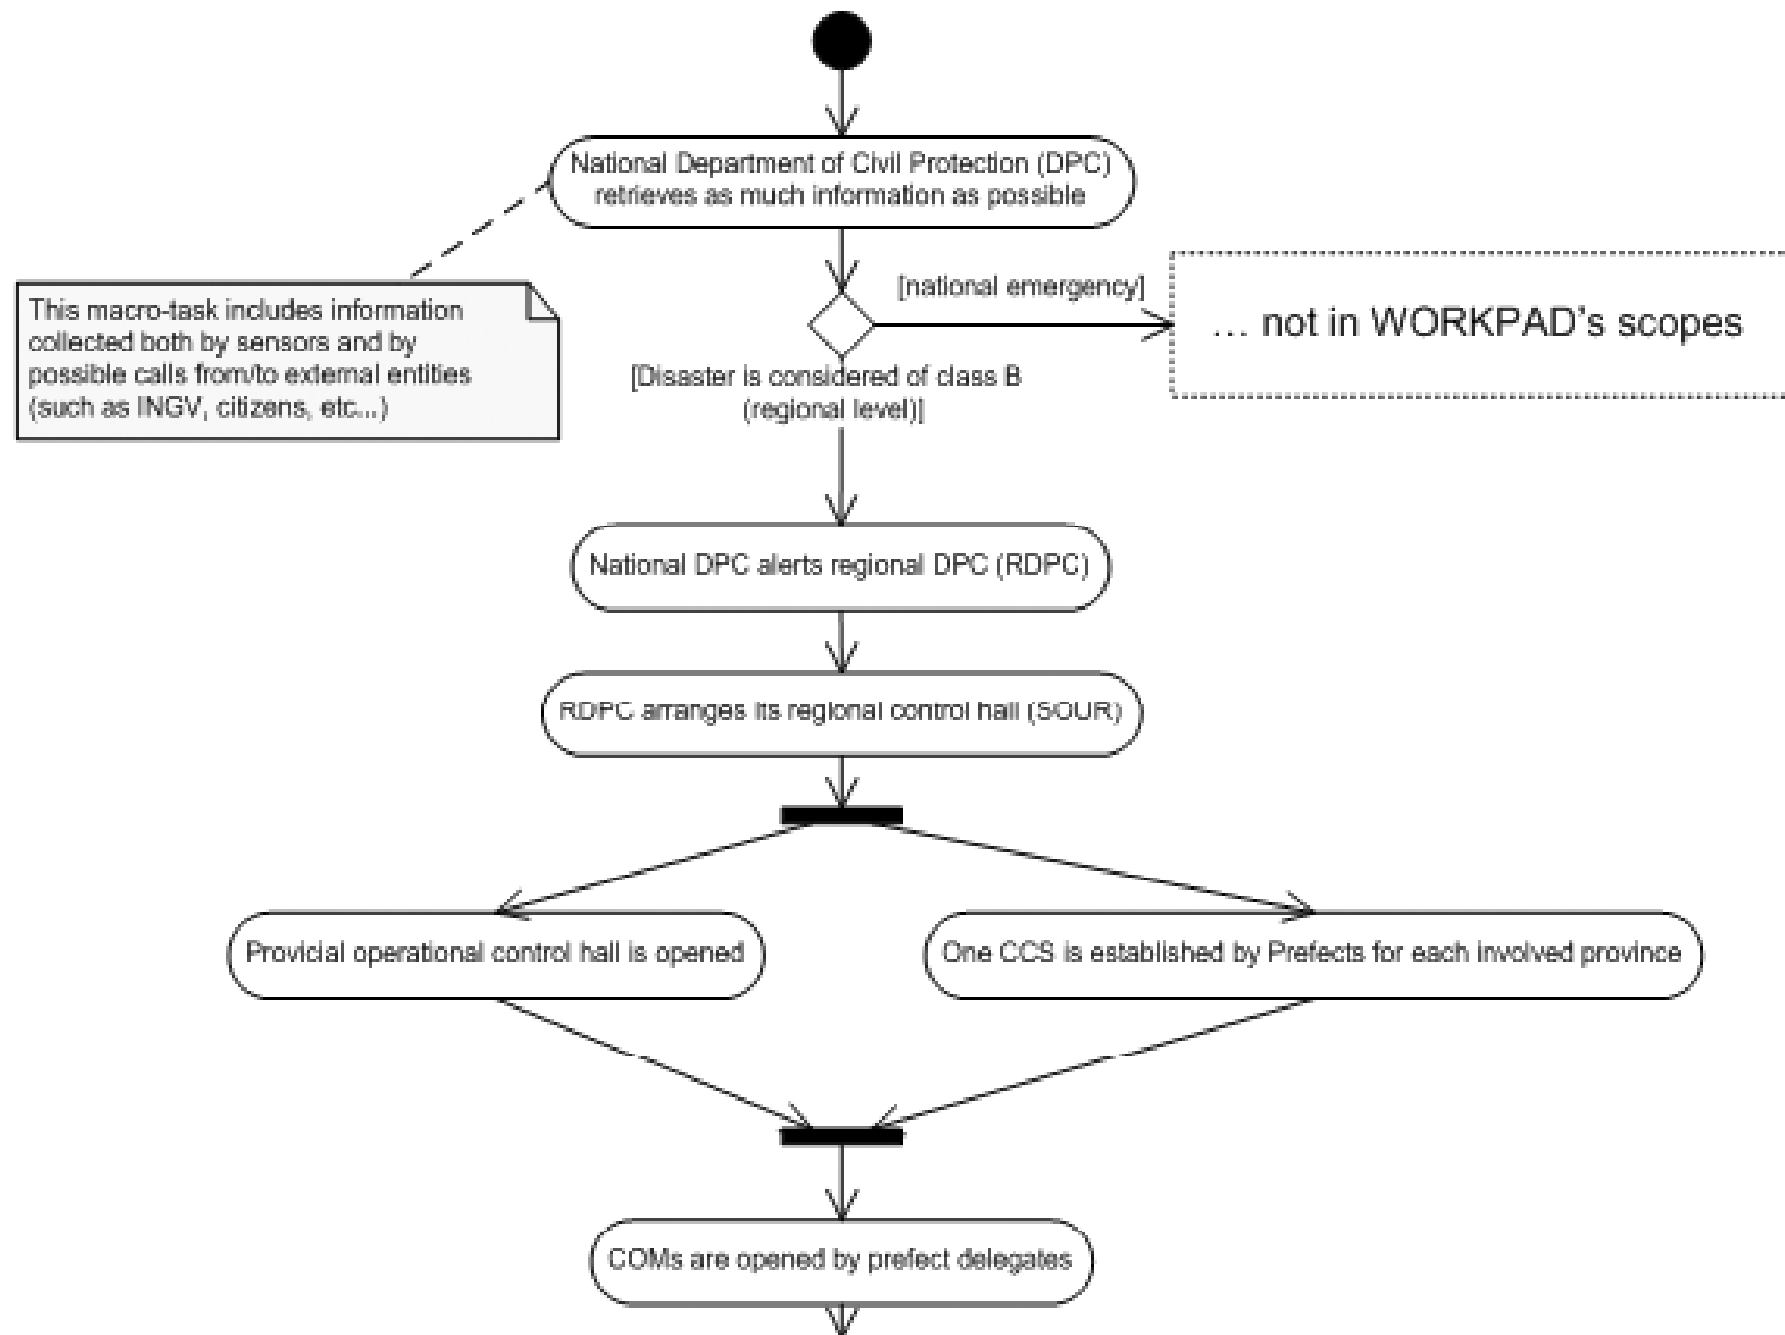 National Department of Civil Protection (DPC)
retrieves as much information as possible
This macro-task includes information
collected both by sensors and by
possible calls from/to external entities
(such as INGV, citizens, etc...)
[national emergency]
... not in WORKPAD's scopes
[Disaster is considered of class B
(regional level)]
National DPC alerts regional DPC (RDPC)
RDPC arranges its regional control hall (SOUR)
Provicial operational control hall is opened
One CCS is established by Prefects for each involved province
COMs are opened by prefect delegates